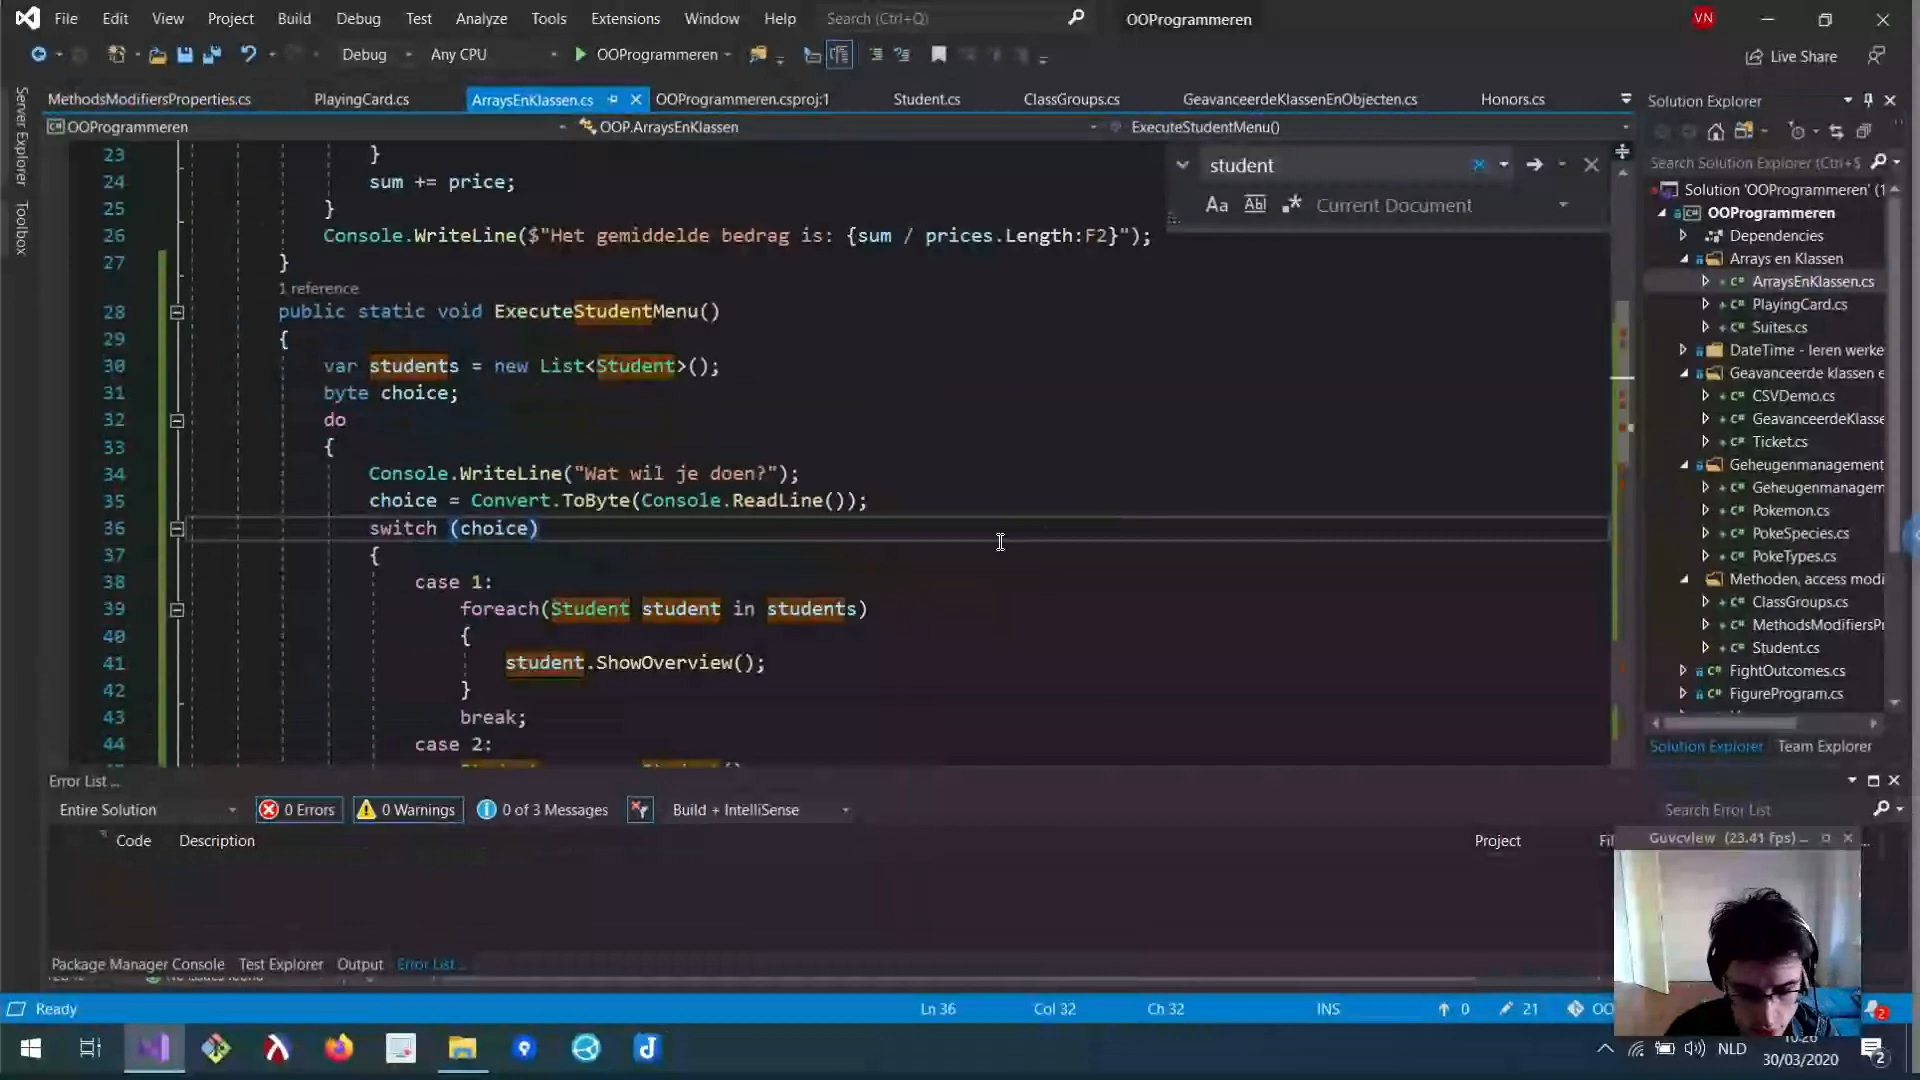 File Edit View Project Build Debug Test Analyze Tools Extensions Window Help Search (Ctrl+Q) OOProgrammeren VN
Debug Any CPU OOProgrammeren Live Share
MethodsModifiersProperties.cs PlayingCard.cs ArraysEnKlassen.cs OOProgrammeren.csproj:1 Student.cs ClassGroups.cs GeavanceerdeKlassenEnObjecten.cs Honors.cs
OOProgrammeren OOP.ArraysEnKlassen ExecuteStudentMenu()
Server Explorer
Toolbox
23 }
24 sum += price;
25 }
26 Console.WriteLine($"Het gemiddelde bedrag is: {sum / prices.Length:F2}");
27 }
1 reference
28 public static void ExecuteStudentMenu()
29 {
30 var students = new List<Student>();
31 byte choice;
32 do
33 {
34 Console.WriteLine("Wat wil je doen?");
35 choice = Convert.ToByte(Console.ReadLine());
36 switch (choice)
37 {
38 case 1:
39 foreach(Student student in students)
40 {
41 student.ShowOverview();
42 }
43 break;
44 case 2:
student
Aa Abl .* Current Document
Solution Explorer
Search Solution Explorer (Ctrl+$
Solution 'OOProgrammeren' (1
OOProgrammeren
Dependencies
Arrays en Klassen
C# ArraysEnKlassen.cs
C# PlayingCard.cs
C# Suites.cs
DateTime - leren werke
Geavanceerde klassen e
C# CSVDemo.cs
C# GeavanceerdeKlasse
C# Ticket.cs
Geheugenmanagement
C# Geheugenmanagem
C# Pokemon.cs
C# PokeSpecies.cs
C# PokeTypes.cs
Methoden, access modi
C# ClassGroups.cs
C# MethodsModifiersPr
C# Student.cs
C# FightOutcomes.cs
C# FigureProgram.cs
Solution Explorer Team Explorer
Error List ...
Entire Solution 0 Errors 0 Warnings 0 of 3 Messages Build + IntelliSense Search Error List
Code Description Project Fil
Guvcview (23.41 fps)
Package Manager Console Test Explorer Output Error List ...
Ready Ln 36 Col 32 Ch 32 INS 0 21 OO 2
NLD
30/03/2020
2